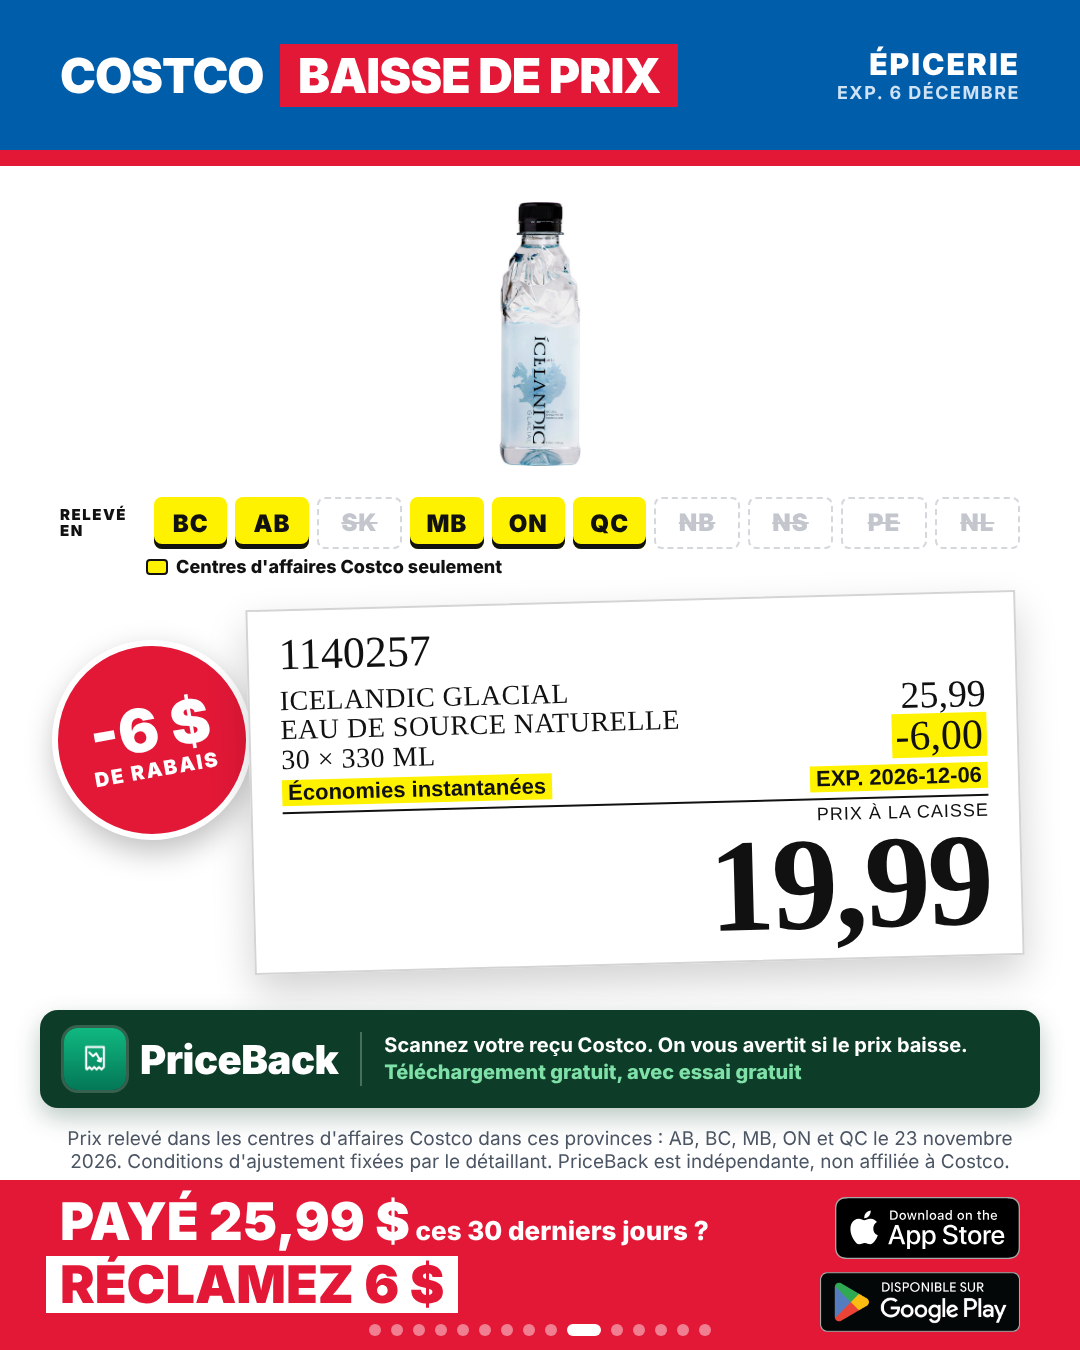 COSTCO BAISSE DE PRIX
ÉPICERIE
EXP. 6 DÉCEMBRE
ÍCELANDIC
GLACIAL
RELEVÉ EN
BC AB SK MB ON QC NB NS PE NL
Centres d'affaires Costco seulement
-6 $
DE RABAIS
1140257
ICELANDIC GLACIAL
EAU DE SOURCE NATURELLE
30 × 330 ML
Économies instantanées
25,99
-6,00
EXP. 2026-12-06
PRIX À LA CAISSE
19,99
PriceBack
Scannez votre reçu Costco. On vous avertit si le prix baisse.
Téléchargement gratuit, avec essai gratuit
Prix relevé dans les centres d'affaires Costco dans ces provinces : AB, BC, MB, ON et QC le 23 novembre
2026. Conditions d'ajustement fixées par le détaillant. PriceBack est indépendante, non affiliée à Costco.
PAYÉ 25,99 $ ces 30 derniers jours ?
RÉCLAMEZ 6 $
Download on the
App Store
DISPONIBLE SUR
Google Play